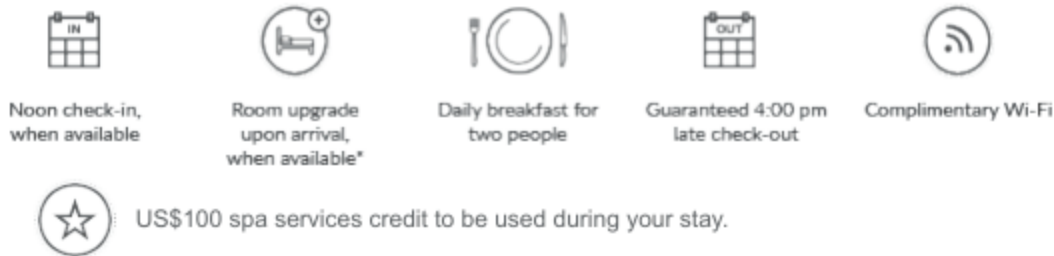 IN
OUT
Noon check-in,
when available
Room upgrade
upon arrival,
when available*
Daily breakfast for
two people
Guaranteed 4:00 pm
late check-out
Complimentary Wi-Fi
US$100 spa services credit to be used during your stay.